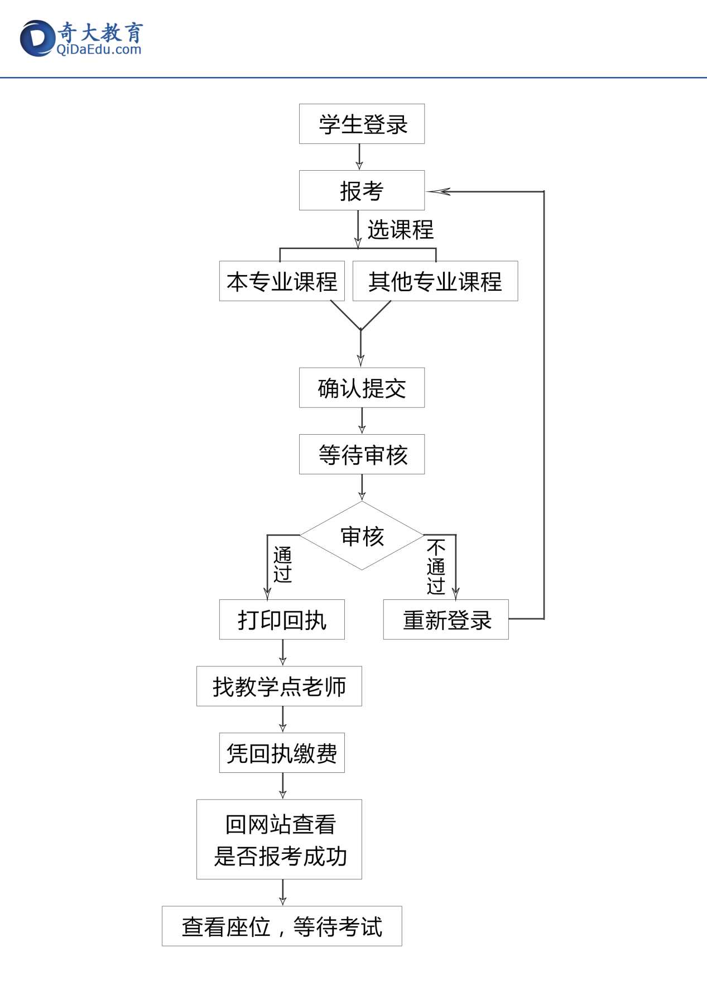 奇大教育
QiDaEdu.com
学生登录
报考
选课程
本专业课程
其他专业课程
确认提交
等待审核
审核
通过
不通过
打印回执
重新登录
找教学点老师
凭回执缴费
回网站查看
是否报考成功
查看座位，等待考试